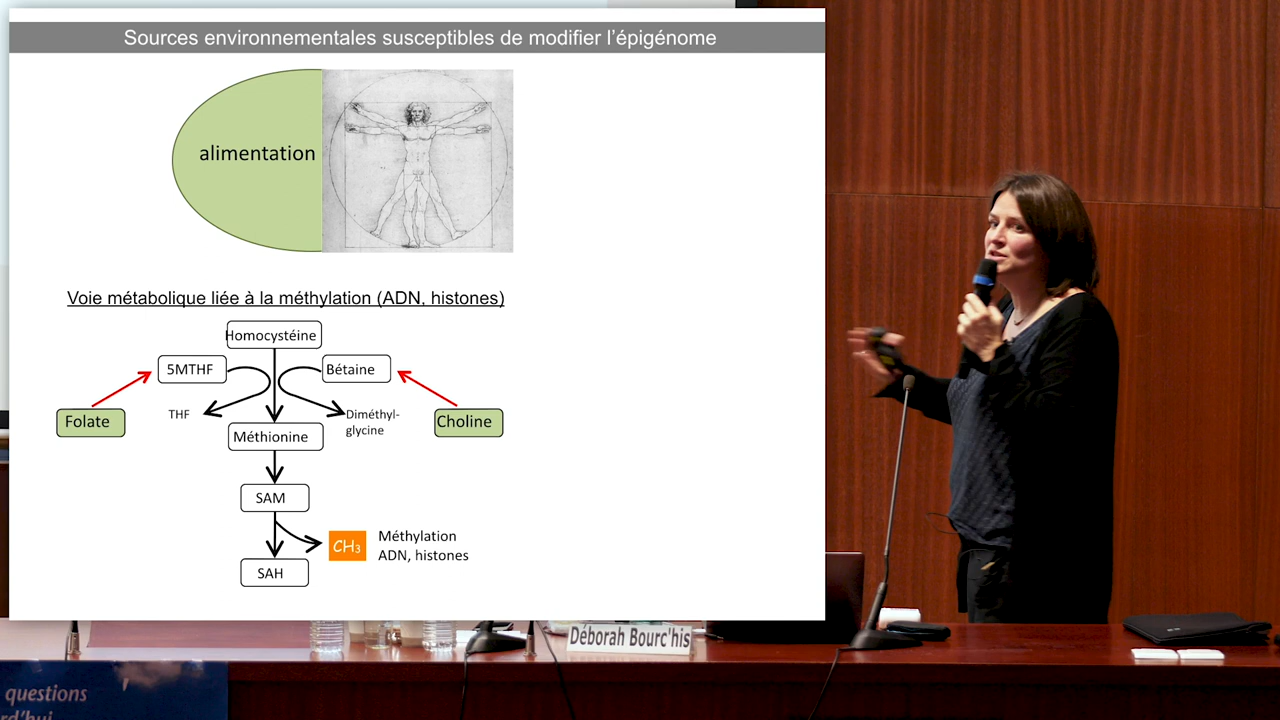 Sources environnementales susceptibles de modifier l'épigénome
alimentation
Voie métabolique liée à la méthylation (ADN, histones)
Homocystéine
5MTHF
Bétaine
Folate
THF
Diméthyl-
glycine
Choline
Méthionine
SAM
CH₃
Méthylation
ADN, histones
SAH
Déborah Bourc'his
questions
rd'hui